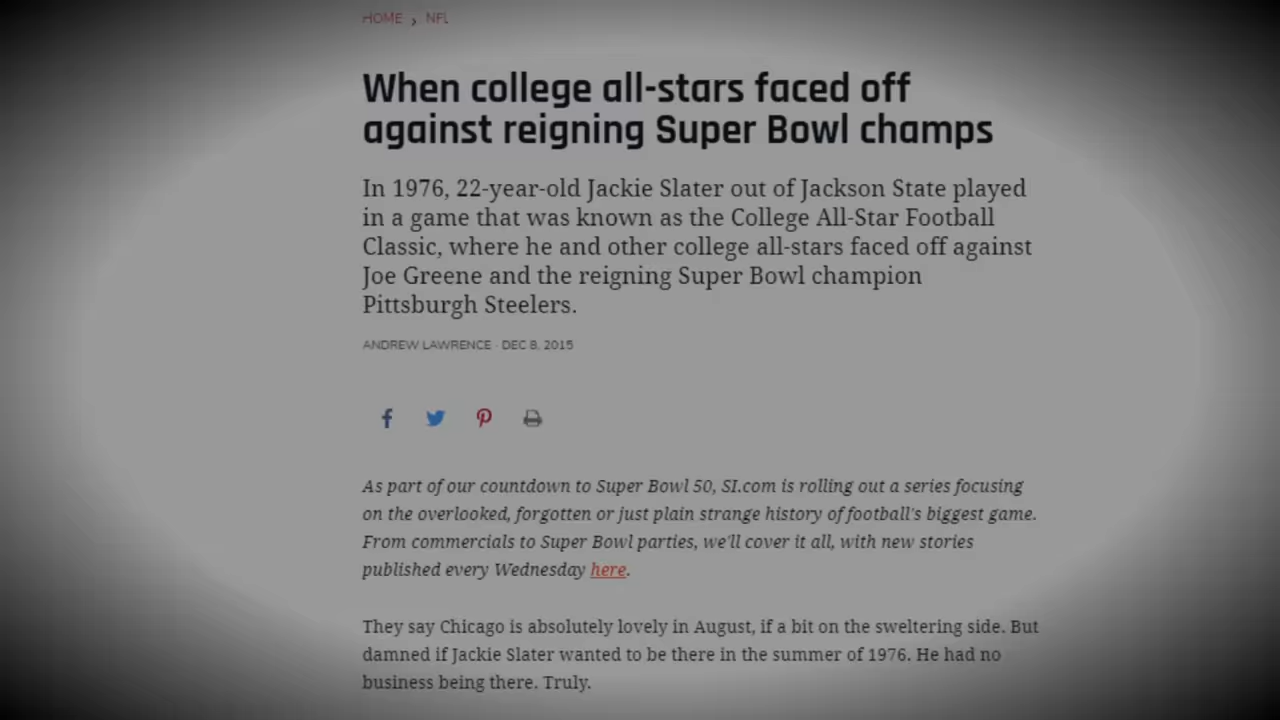 HOME > NFL
When college all-stars faced off
against reigning Super Bowl champs
In 1976, 22-year-old Jackie Slater out of Jackson State played
in a game that was known as the College All-Star Football
Classic, where he and other college all-stars faced off against
Joe Greene and the reigning Super Bowl champion
Pittsburgh Steelers.
ANDREW LAWRENCE · DEC 8, 2015
As part of our countdown to Super Bowl 50, SI.com is rolling out a series focusing
on the overlooked, forgotten or just plain strange history of football's biggest game.
From commercials to Super Bowl parties, we'll cover it all, with new stories
published every Wednesday here.
They say Chicago is absolutely lovely in August, if a bit on the sweltering side. But
damned if Jackie Slater wanted to be there in the summer of 1976. He had no
business being there. Truly.